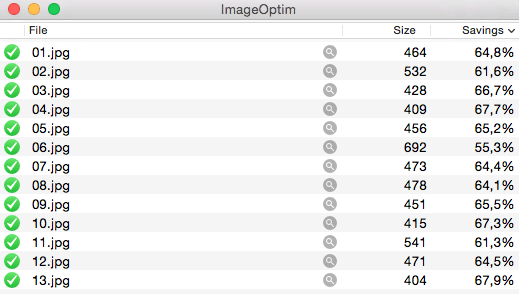 ImageOptim
File Size Savings
01.jpg 464 64,8%
02.jpg 532 61,6%
03.jpg 428 66,7%
04.jpg 409 67,7%
05.jpg 456 65,2%
06.jpg 692 55,3%
07.jpg 473 64,4%
08.jpg 478 64,1%
09.jpg 451 65,5%
10.jpg 415 67,3%
11.jpg 541 61,3%
12.jpg 471 64,5%
13.jpg 404 67,9%